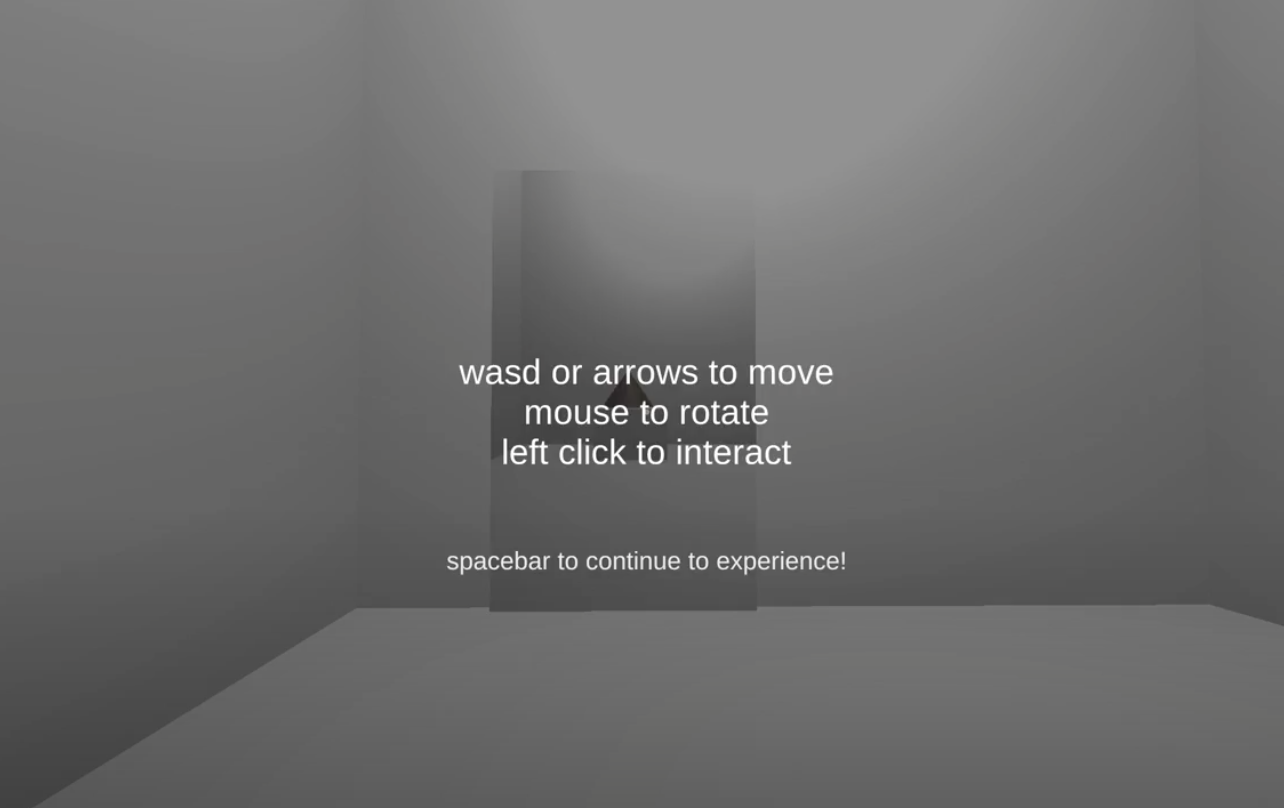 wasd or arrows to move
mouse to rotate
left click to interact
spacebar to continue to experience!